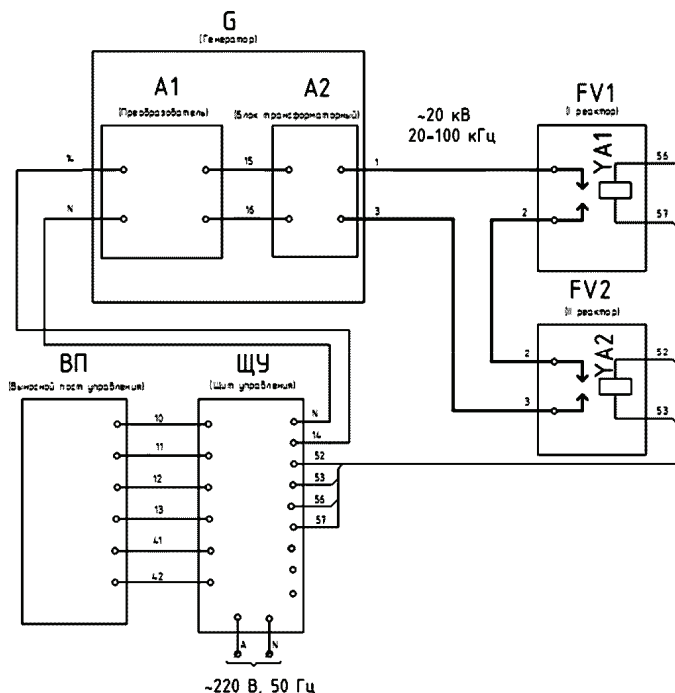 G
(Генератор)
A1
(Преобразователь)
A2
(Блок трансформаторный)
~20 кВ
20-100 кГц
FV1
(I реактор)
YA1
14
N
15
16
1
3
2
56
57
FV2
(II реактор)
YA2
2
3
52
53
ВП
(Выносной пост управления)
ЩУ
(Щит управления)
10
11
12
13
41
42
N
14
52
53
56
57
A
N
~220 В, 50 Гц